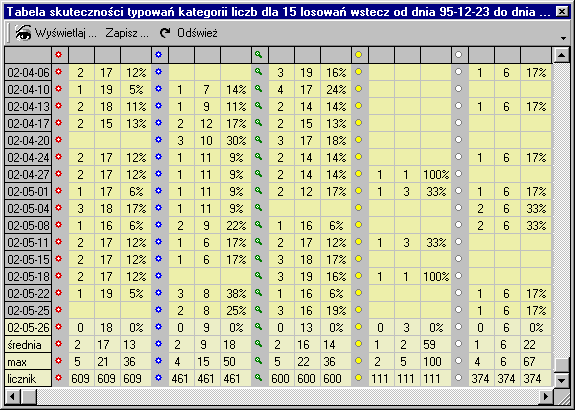 Tabela skuteczności typowań kategorii liczb dla 15 losowań wstecz od dnia 95-12-23 do dnia ...
Wyświetlaj ... Zapisz ... Odśwież
02-04-06 2 17 12% 3 19 16% 1 6 17%
02-04-10 1 19 5% 1 7 14% 4 17 24%
02-04-13 2 18 11% 1 9 11% 2 14 14% 1 6 17%
02-04-17 2 15 13% 2 12 17% 2 15 13%
02-04-20 3 10 30% 3 17 18%
02-04-24 2 17 12% 1 11 9% 2 14 14% 1 6 17%
02-04-27 2 17 12% 1 11 9% 2 14 14% 1 1 100%
02-05-01 1 17 6% 1 11 9% 2 12 17% 1 3 33% 1 6 17%
02-05-04 3 18 17% 1 11 9% 2 6 33%
02-05-08 1 16 6% 2 9 22% 1 16 6% 2 6 33%
02-05-11 2 17 12% 1 6 17% 2 17 12% 1 3 33%
02-05-15 2 17 12% 1 6 17% 3 18 17%
02-05-18 2 17 12% 3 19 16% 1 1 100%
02-05-22 1 19 5% 3 8 38% 1 16 6% 1 6 17%
02-05-25 2 8 25% 3 16 19% 1 6 17%
02-05-26 0 18 0% 0 9 0% 0 13 0% 0 3 0% 0 6 0%
średnia 2 17 13 2 9 18 2 16 14 1 2 59 1 6 22
max 5 21 36 4 15 50 5 22 36 2 5 100 4 6 67
licznik 609 609 609 461 461 461 600 600 600 111 111 111 374 374 374